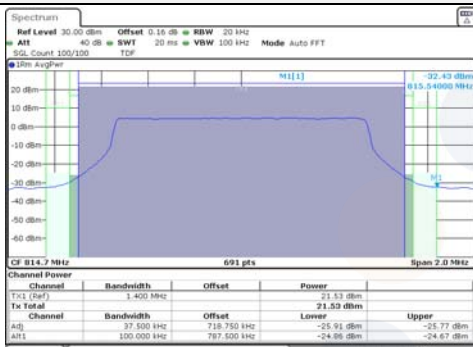 Spectrum
Ref Level 30.00 dBm Offset 0.16 dB RBW 20 kHz
Att 40 dB SWT 20 ms VBW 100 kHz Mode Auto FFT
SGL Count 100/100 TDF
1Rm AvgPwr
M1[1] -32.43 dBm
815.54000 MHz
20 dBm
10 dBm
0 dBm
-10 dBm
-20 dBm
-30 dBm
M1
-40 dBm
-50 dBm
-60 dBm
CF 814.7 MHz 691 pts Span 2.0 MHz
Channel Power
Channel Bandwidth Offset Power
TX1 (Ref) 1.400 MHz 21.53 dBm
Tx Total 21.53 dBm
Channel Bandwidth Offset Lower Upper
Adj 37.500 kHz 718.750 kHz -25.91 dBm -25.77 dBm
Alt1 100.000 kHz 787.500 kHz -24.86 dBm -24.67 dBm